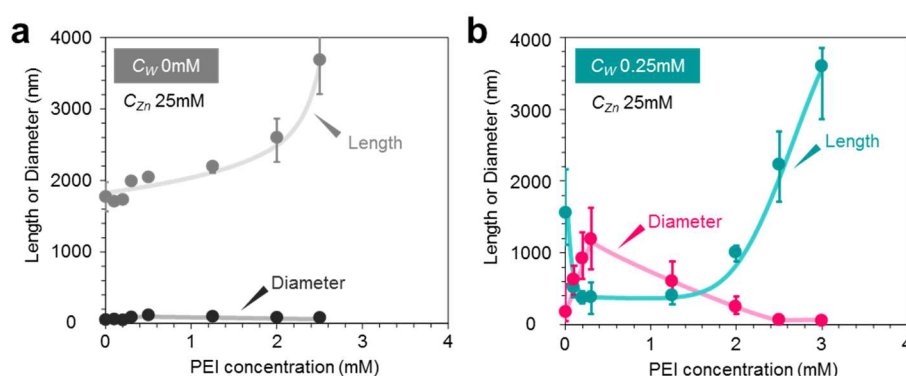 a
4000
3000
2000
1000
0
Length or Diameter (nm)
C_W 0mM
C_Zn 25mM
Length
Diameter
0 1 2 3 4
PEI concentration (mM)
b
4000
3000
2000
1000
0
Length or Diameter (nm)
C_W 0.25mM
C_Zn 25mM
Length
Diameter
0 1 2 3 4
PEI concentration (mM)